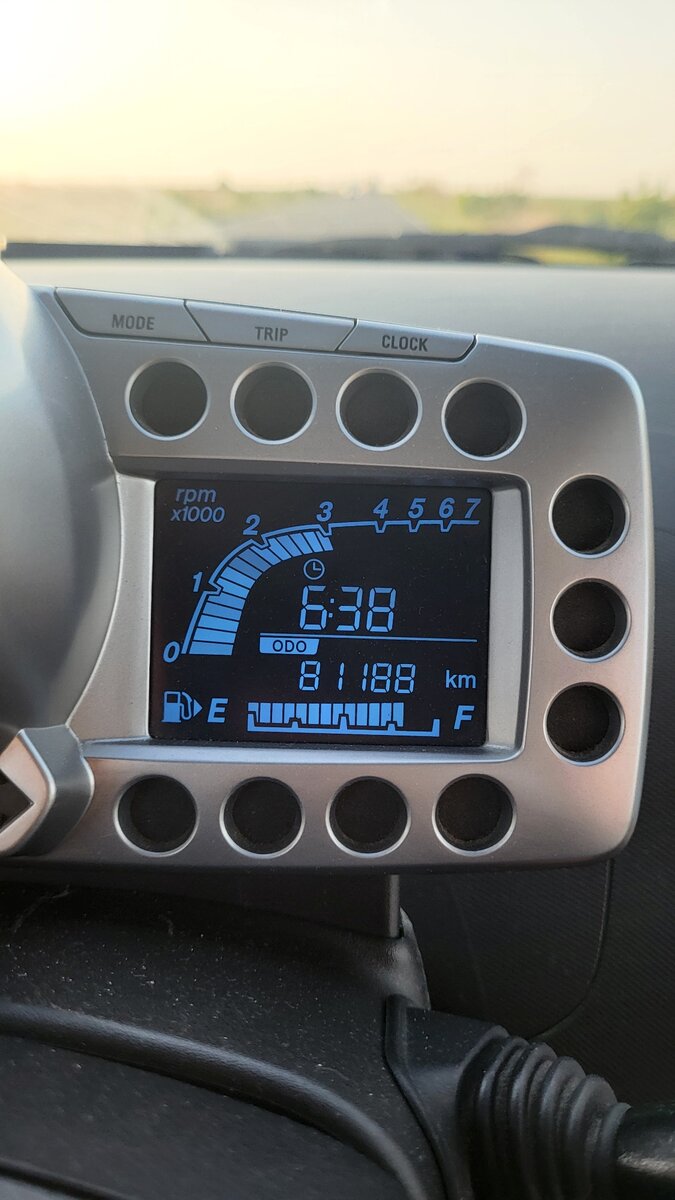 MODE TRIP CLOCK
rpm
x1000
0 1 2 3 4 5 6 7
6:38
ODO
81188 km
E F